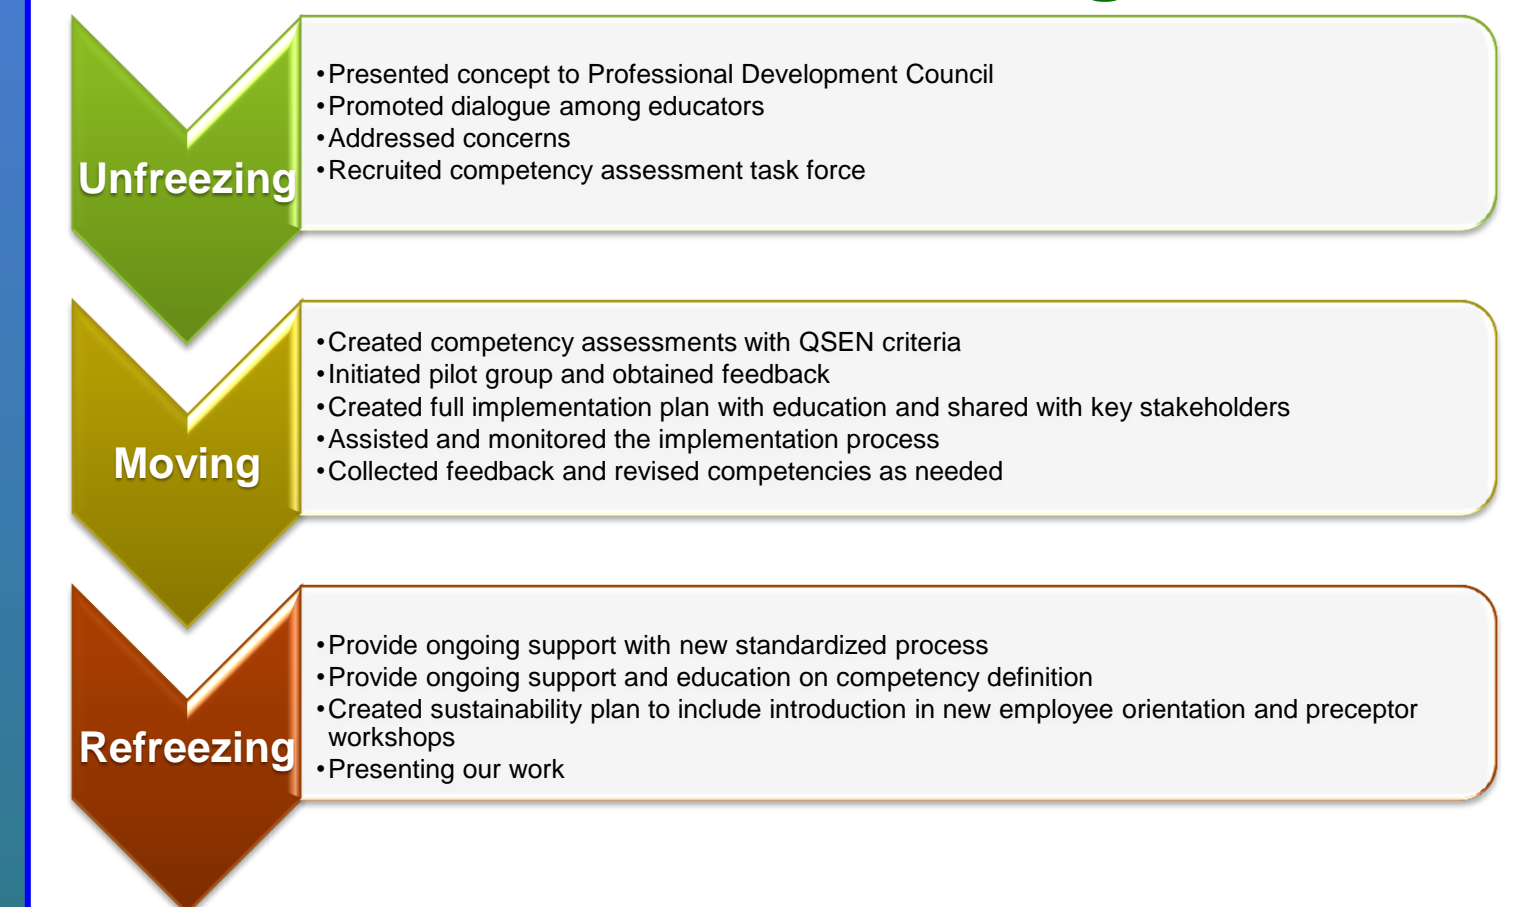 Unfreezing
•Presented concept to Professional Development Council
•Promoted dialogue among educators
•Addressed concerns
•Recruited competency assessment task force
Moving
•Created competency assessments with QSEN criteria
•Initiated pilot group and obtained feedback
•Created full implementation plan with education and shared with key stakeholders
•Assisted and monitored the implementation process
•Collected feedback and revised competencies as needed
Refreezing
•Provide ongoing support with new standardized process
•Provide ongoing support and education on competency definition
•Created sustainability plan to include introduction in new employee orientation and preceptor
workshops
•Presenting our work